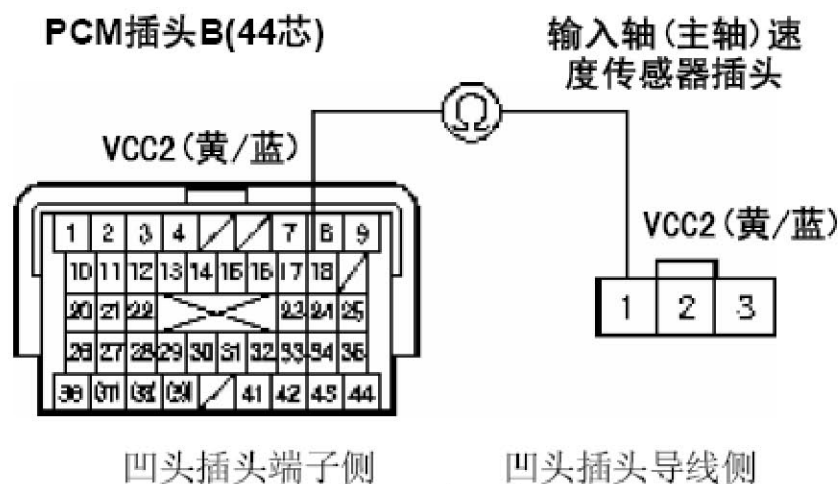 PCM插头B(44芯)
输入轴(主轴)速
度传感器插头
Ω
VCC2(黄/蓝)
VCC2(黄/蓝)
1 2 3 4 7 8 9
10 11 12 13 14 15 16 17 18
1 2 3
20 21 22 23 24 25
26 27 28 29 30 31 32 33 34 35
36 (37) (38) (39) 41 42 43 44
凹头插头端子侧
凹头插头导线侧